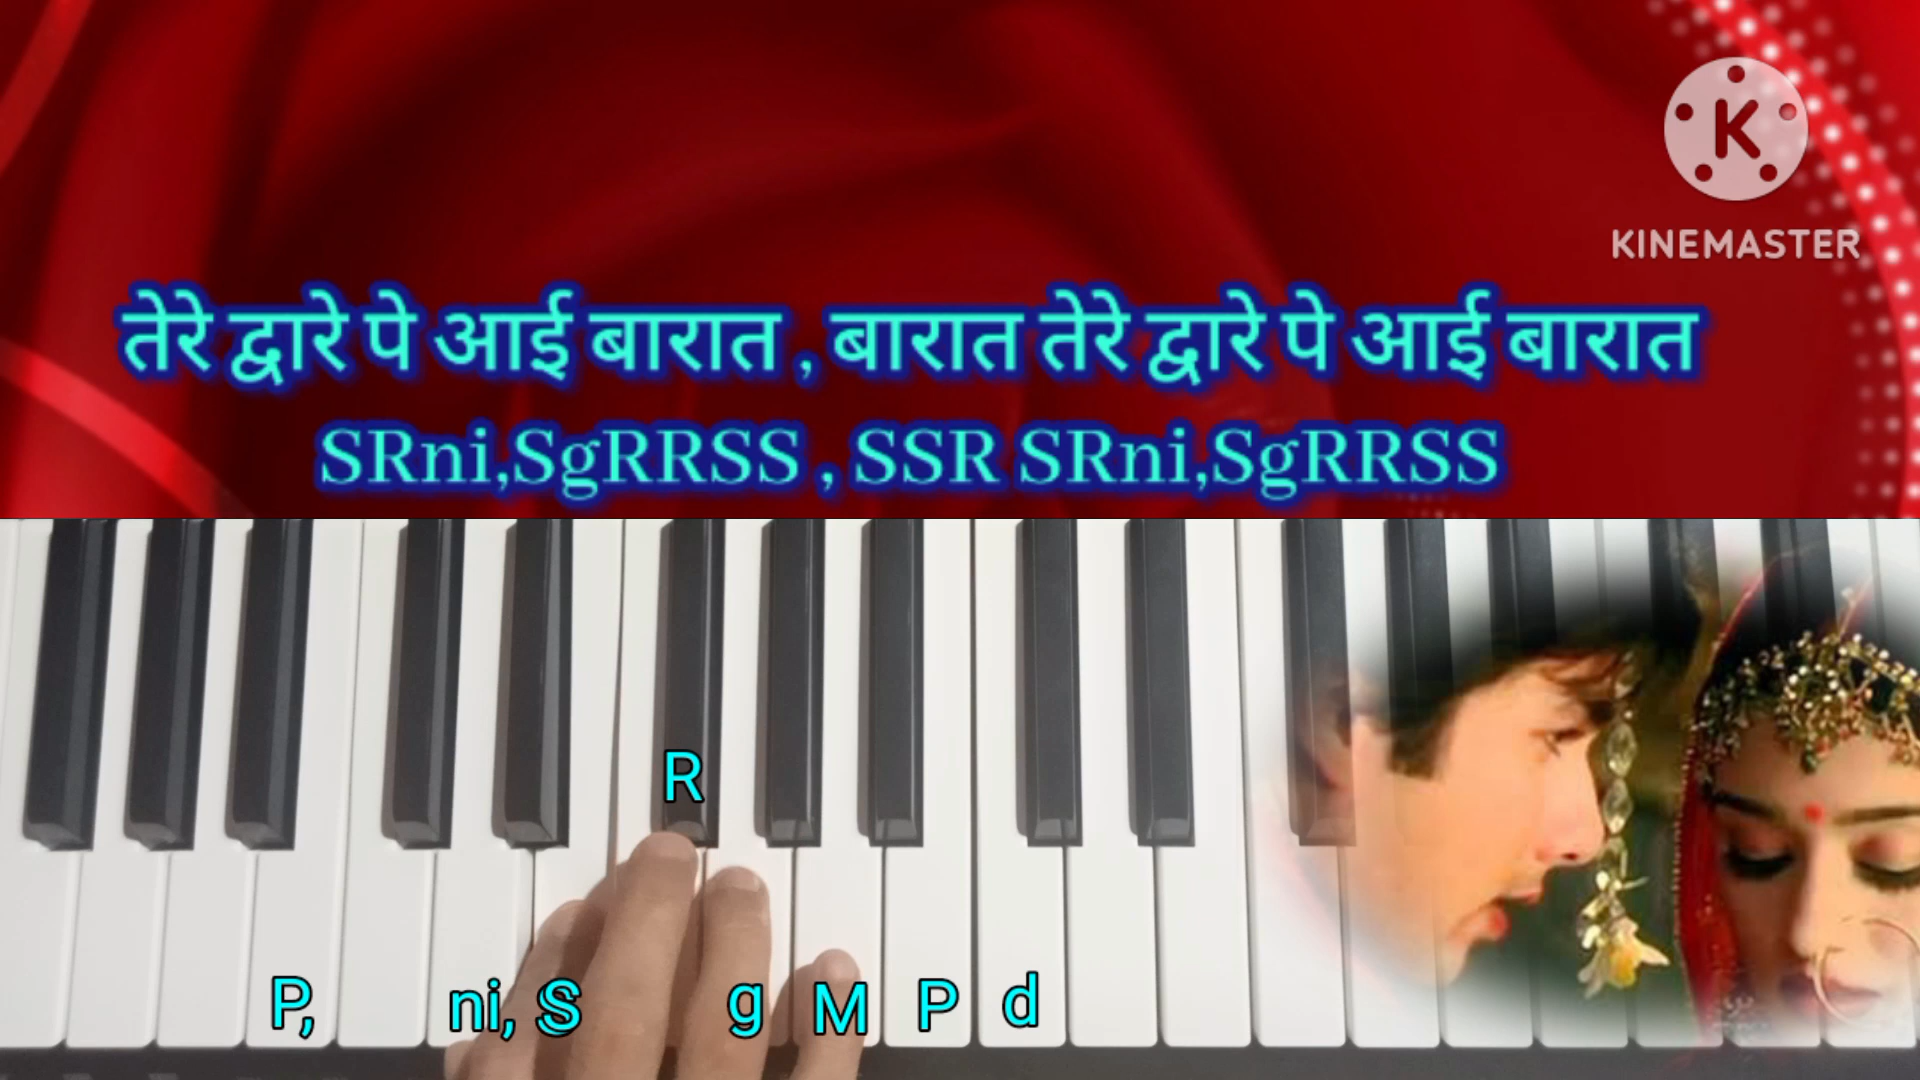 K
KINEMASTER
तेरे द्वारे पे आई बारात , बारात तेरे द्वारे पे आई बारात
SRni,SgRRSS , SSR SRni,SgRRSS
R
P, ni, S g M P d